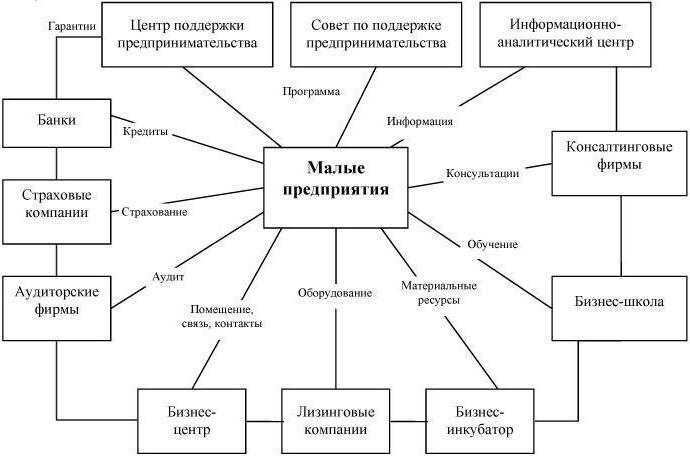 Гарантии
Центр поддержки
предпринимательства
Совет по поддержке
предпринимательства
Информационно-
аналитический центр
Программа
Банки
Кредиты
Информация
Малые
предприятия
Консалтинговые
фирмы
Консультации
Страховые
компании
Страхование
Обучение
Аудит
Аудиторские
фирмы
Помещение,
связь, контакты
Оборудование
Материальные
ресурсы
Бизнес-школа
Бизнес-
центр
Лизинговые
компании
Бизнес-
инкубатор